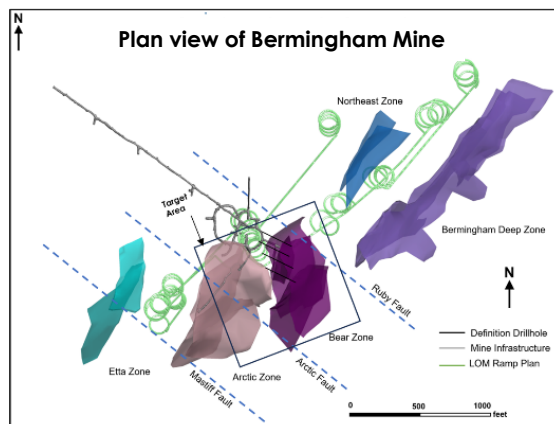 N
Plan view of Bermingham Mine
Northeast Zone
Target
Area
Bermingham Deep Zone
N
Ruby Fault
Definition Drillhole
Mine Infrastructure
LOM Ramp Plan
Bear Zone
Etta Zone
Mastiff Fault
Arctic Zone
Arctic Fault
0 500 1000
feet